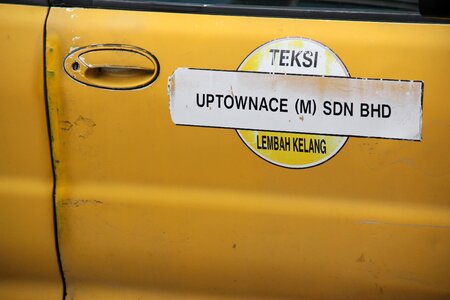 TEKSI
UPTOWNACE (M) SDN BHD
LEMBAH KELANG